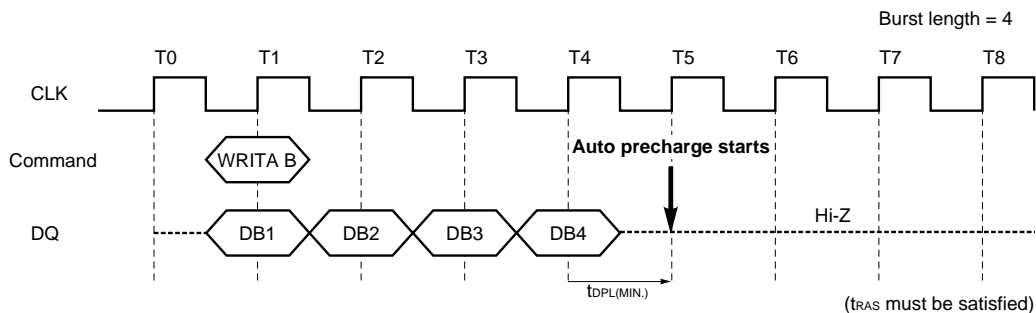 Burst length = 4
T0 T1 T2 T3 T4 T5 T6 T7 T8
CLK
Command WRITA B
Auto precharge starts
Hi-Z
DQ DB1 DB2 DB3 DB4
tDPL(MIN.)
(tRAS must be satisfied)